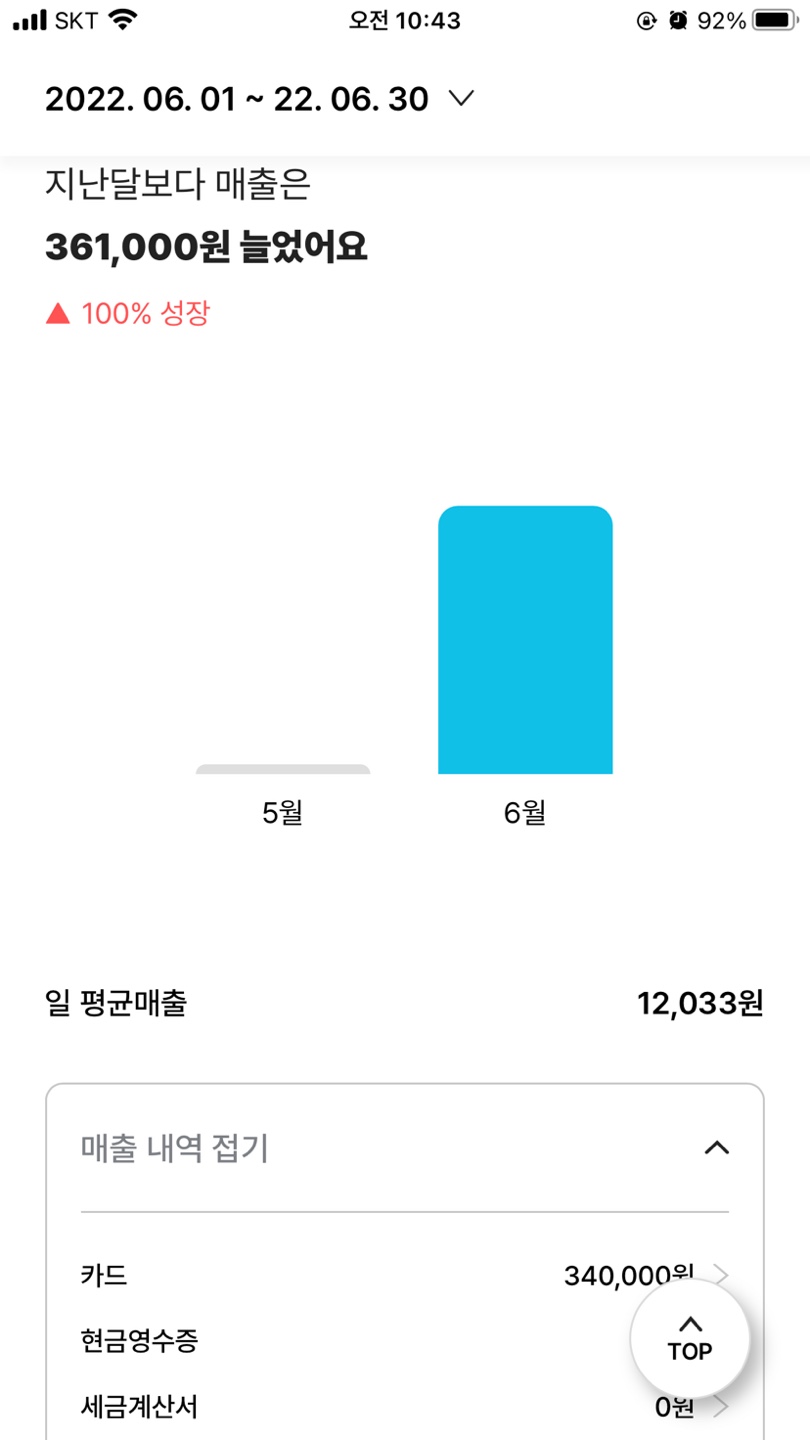 SKT 오전 10:43 92%
2022. 06. 01 ~ 22. 06. 30
지난달보다 매출은
361,000원 늘었어요
▲ 100% 성장
5월 6월
일 평균매출 12,033원
매출 내역 접기
카드 340,000원
현금영수증
TOP
세금계산서 0원